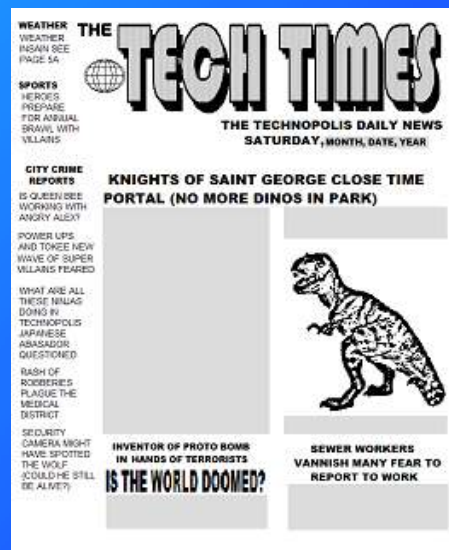 THE TECH TIMES
THE TECHNOPOLIS DAILY NEWS
SATURDAY, MONTH, DATE, YEAR
WEATHER
WEATHER
INSAIN SEE
PAGE 5A
SPORTS
HEROES
PREPARE
FOR ANNUAL
BRAWL WITH
VILLAINS
CITY CRIME
REPORTS
IS QUEEN BEE
WORKING WITH
ANGRY ALEX?
POWER UPS
AND TOKEE NEW
WAVE OF SUPER
VILLAINS FEARED
WHAT ARE ALL
THESE NINJAS
DOING IN
TECHNOPOLIS
JAPANESE
ABASADOR
QUESTIONED
RASH OF
ROBBERIES
PLAGUE THE
MEDICAL
DISTRICT
SECURITY
CAMERA MIGHT
HAVE SPOTTED
THE WOLF
(COULD HE STILL
BE ALIVE?)
KNIGHTS OF SAINT GEORGE CLOSE TIME
PORTAL (NO MORE DINOS IN PARK)
INVENTOR OF PROTO BOMB
IN HANDS OF TERRORISTS
IS THE WORLD DOOMED?
SEWER WORKERS
VANNISH MANY FEAR TO
REPORT TO WORK